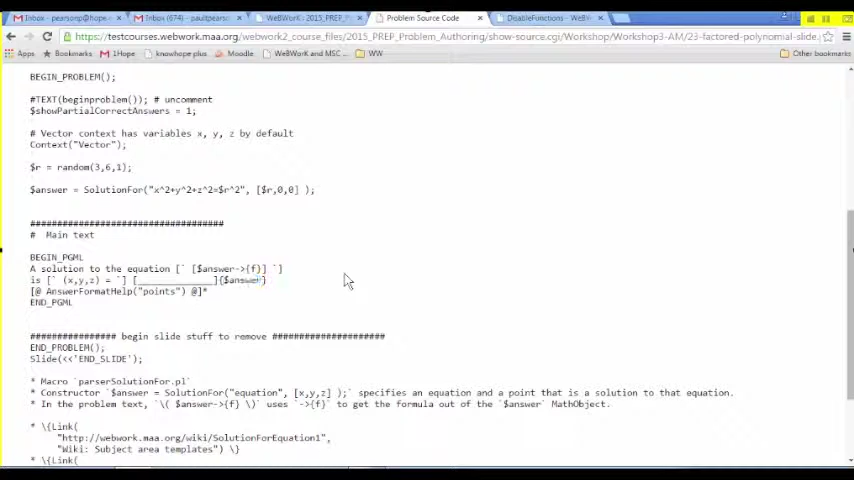 Inbox - pearsonp@hope.
Inbox (674) - paultpearson
WeBWorK : 2015_PREP_Prob
Problem Source Code
DisableFunctions - WeBW
https://testcourses.webwork.maa.org/webwork2_course_files/2015_PREP_Problem_Authoring/show-source.cgi/Workshop/Workshop3-AM/23-factored-polynomial-slide.
Apps
Bookmarks
1Hope
knowhow plus
Moodle
WeBWorK and MSC ...
WW
Other bookmarks
BEGIN_PROBLEM();
#TEXT(beginproblem()); # uncomment
$showPartialCorrectAnswers = 1;
# Vector context has variables x, y, z by default
Context("Vector");
$r = random(3,6,1);
$answer = SolutionFor("x^2+y^2+z^2=$r^2", [$r,0,0] );
###################################
# Main text
BEGIN_PGML
A solution to the equation [` [$answer->{f}] `]
is [` (x,y,z) = `] [______________]{$answer}
[@ AnswerFormatHelp("points") @]*
END_PGML
################ begin slide stuff to remove #####################
END_PROBLEM();
Slide(<<'END_SLIDE');
* Macro `parserSolutionFor.pl`
* Constructor `$answer = SolutionFor("equation", [x,y,z] );` specifies an equation and a point that is a solution to that equation.
* In the problem text, `\( $answer->{f} \)` uses `->{f}` to get the formula out of the `$answer` MathObject.
* \{Link(
"http://webwork.maa.org/wiki/SolutionForEquation1",
"Wiki: Subject area templates") \}
* \{Link(